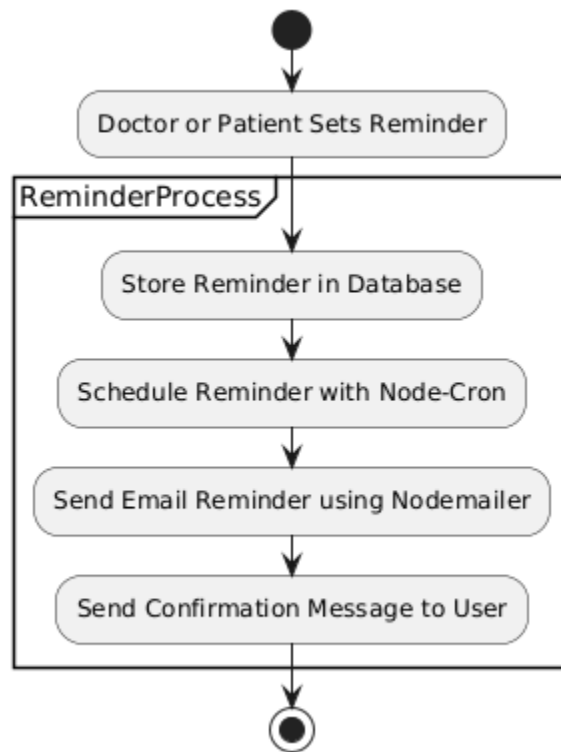 Doctor or Patient Sets Reminder
ReminderProcess
Store Reminder in Database
Schedule Reminder with Node-Cron
Send Email Reminder using Nodemailer
Send Confirmation Message to User